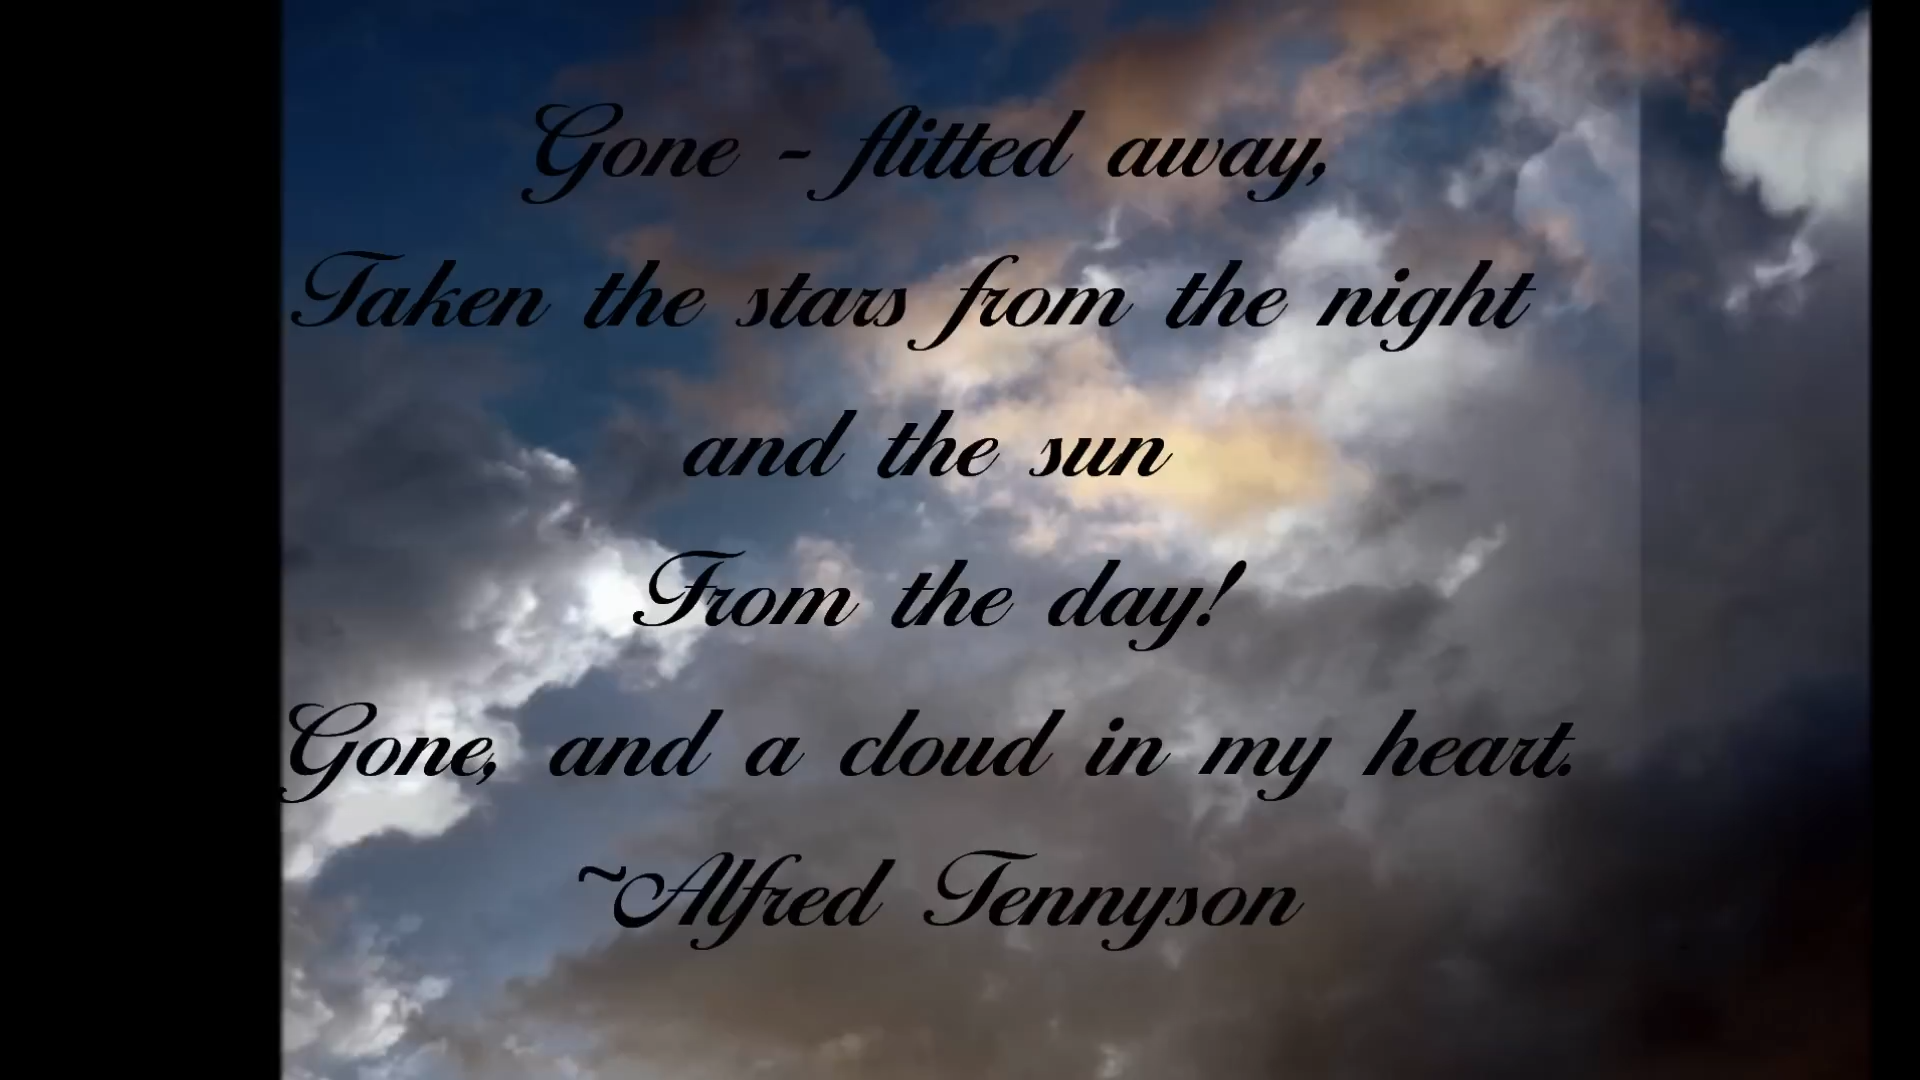 Gone - flitted away,
Taken the stars from the night
and the sun
From the day!
Gone, and a cloud in my heart.
~Alfred Tennyson